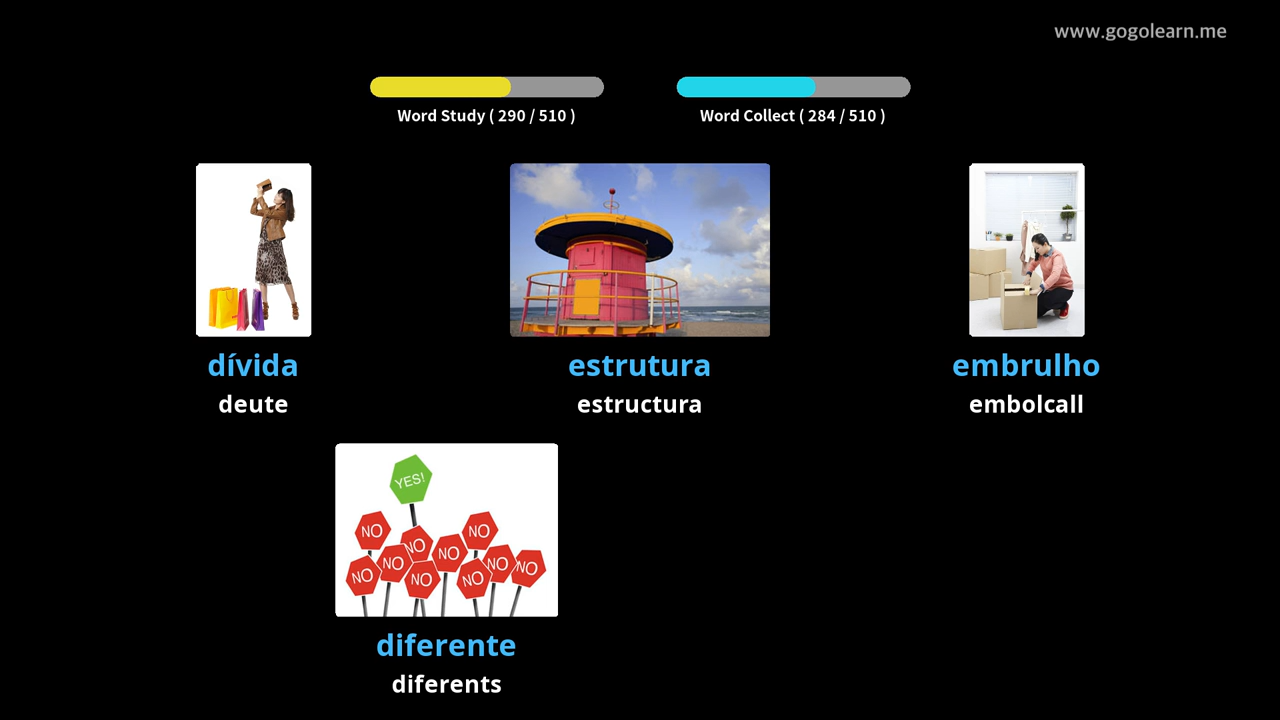 www.gogolearn.me
Word Study ( 290 / 510 )
Word Collect ( 284 / 510 )
dívida
deute
estrutura
estructura
embrulho
embolcall
YES!
NO
NO
NO
NO
NO
NO
NO
NO
NO
NO
diferente
diferents